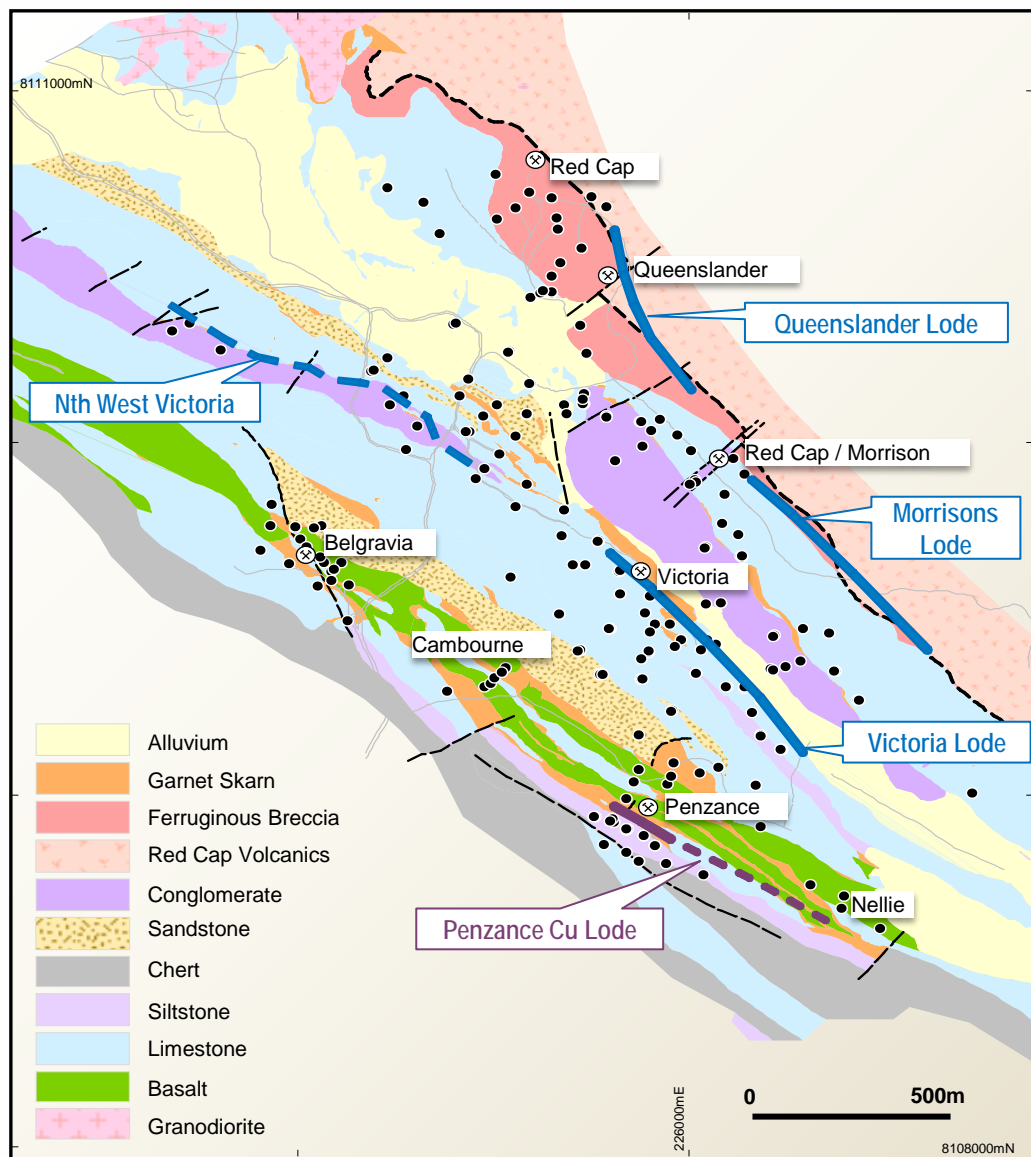 8111000mN
Red Cap
Queenslander
Queenslander Lode
Nth West Victoria
Red Cap / Morrison
Morrisons
Lode
Belgravia
Victoria
Cambourne
Victoria Lode
Penzance
Nellie
Penzance Cu Lode
Alluvium
Garnet Skarn
Ferruginous Breccia
Red Cap Volcanics
Conglomerate
Sandstone
Chert
Siltstone
Limestone
Basalt
Granodiorite
0 500m
226000mE
8108000mN